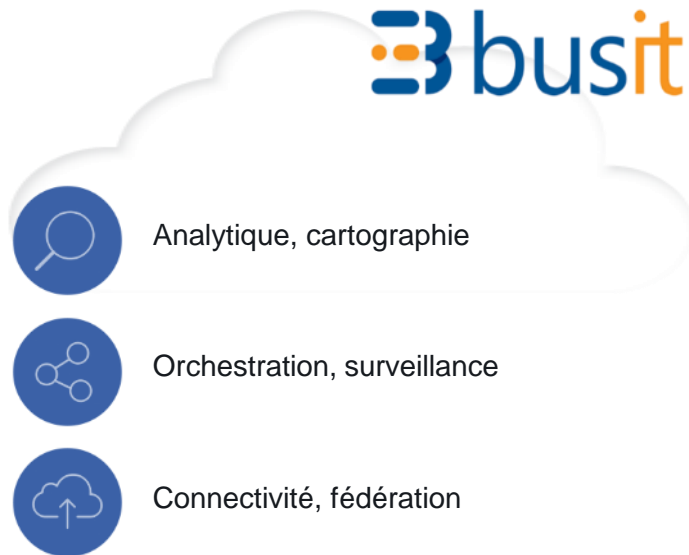 busit
Analytique, cartographie
Orchestration, surveillance
Connectivité, fédération